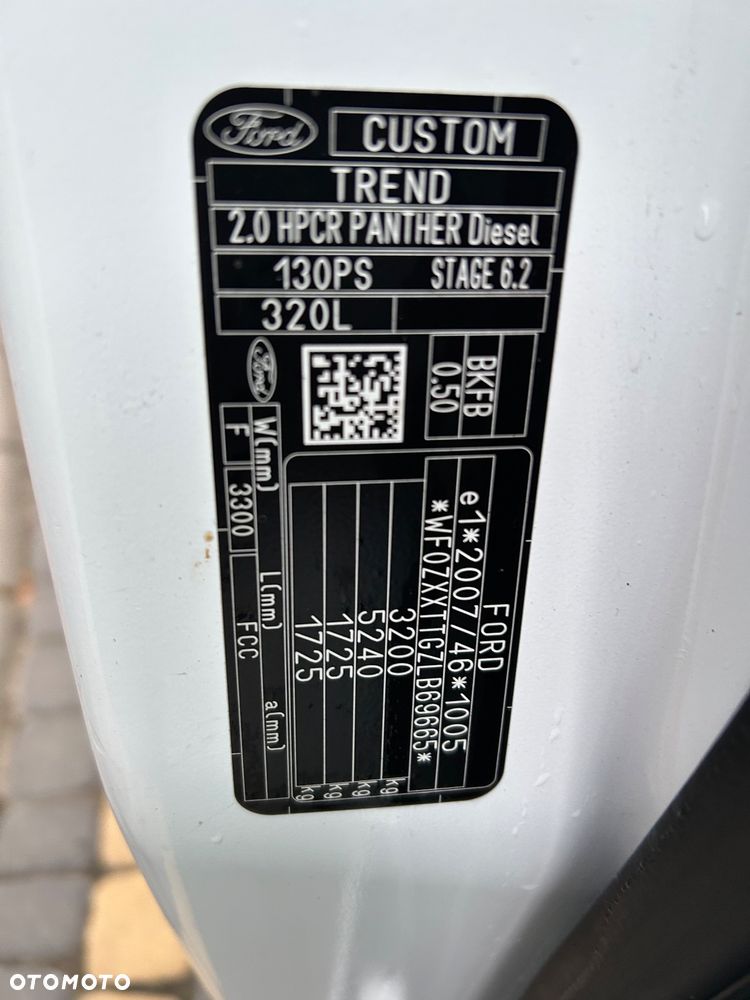 Ford
CUSTOM
TREND
2.0 HPCR PANTHER Diesel
130PS STAGE 6.2
320L
Ford
BKFB
0.50
FORD
e1*2007/46*1005
*WF0ZXXTTGZLB69665*
3200 kg
5240 kg
1725 kg
1725 kg
W(mm) L(mm) a(mm)
F 3300 FCC
OTOMOTO